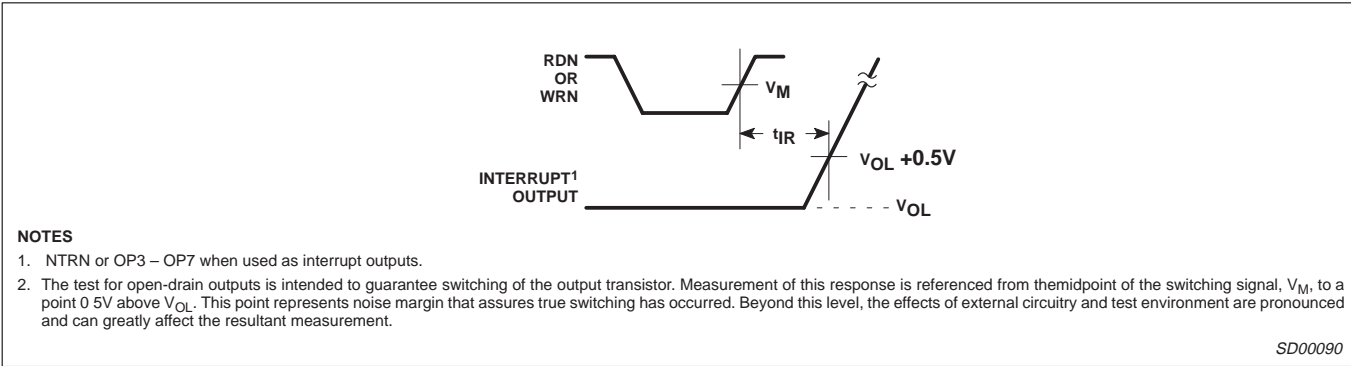 RDN
OR
WRN
VM
tIR
VOL +0.5V
INTERRUPT1
OUTPUT
VOL
NOTES
1. NTRN or OP3 – OP7 when used as interrupt outputs.
2. The test for open-drain outputs is intended to guarantee switching of the output transistor. Measurement of this response is referenced from themidpoint of the switching signal, VM, to a
point 0 5V above VOL. This point represents noise margin that assures true switching has occurred. Beyond this level, the effects of external circuitry and test environment are pronounced
and can greatly affect the resultant measurement.
SD00090